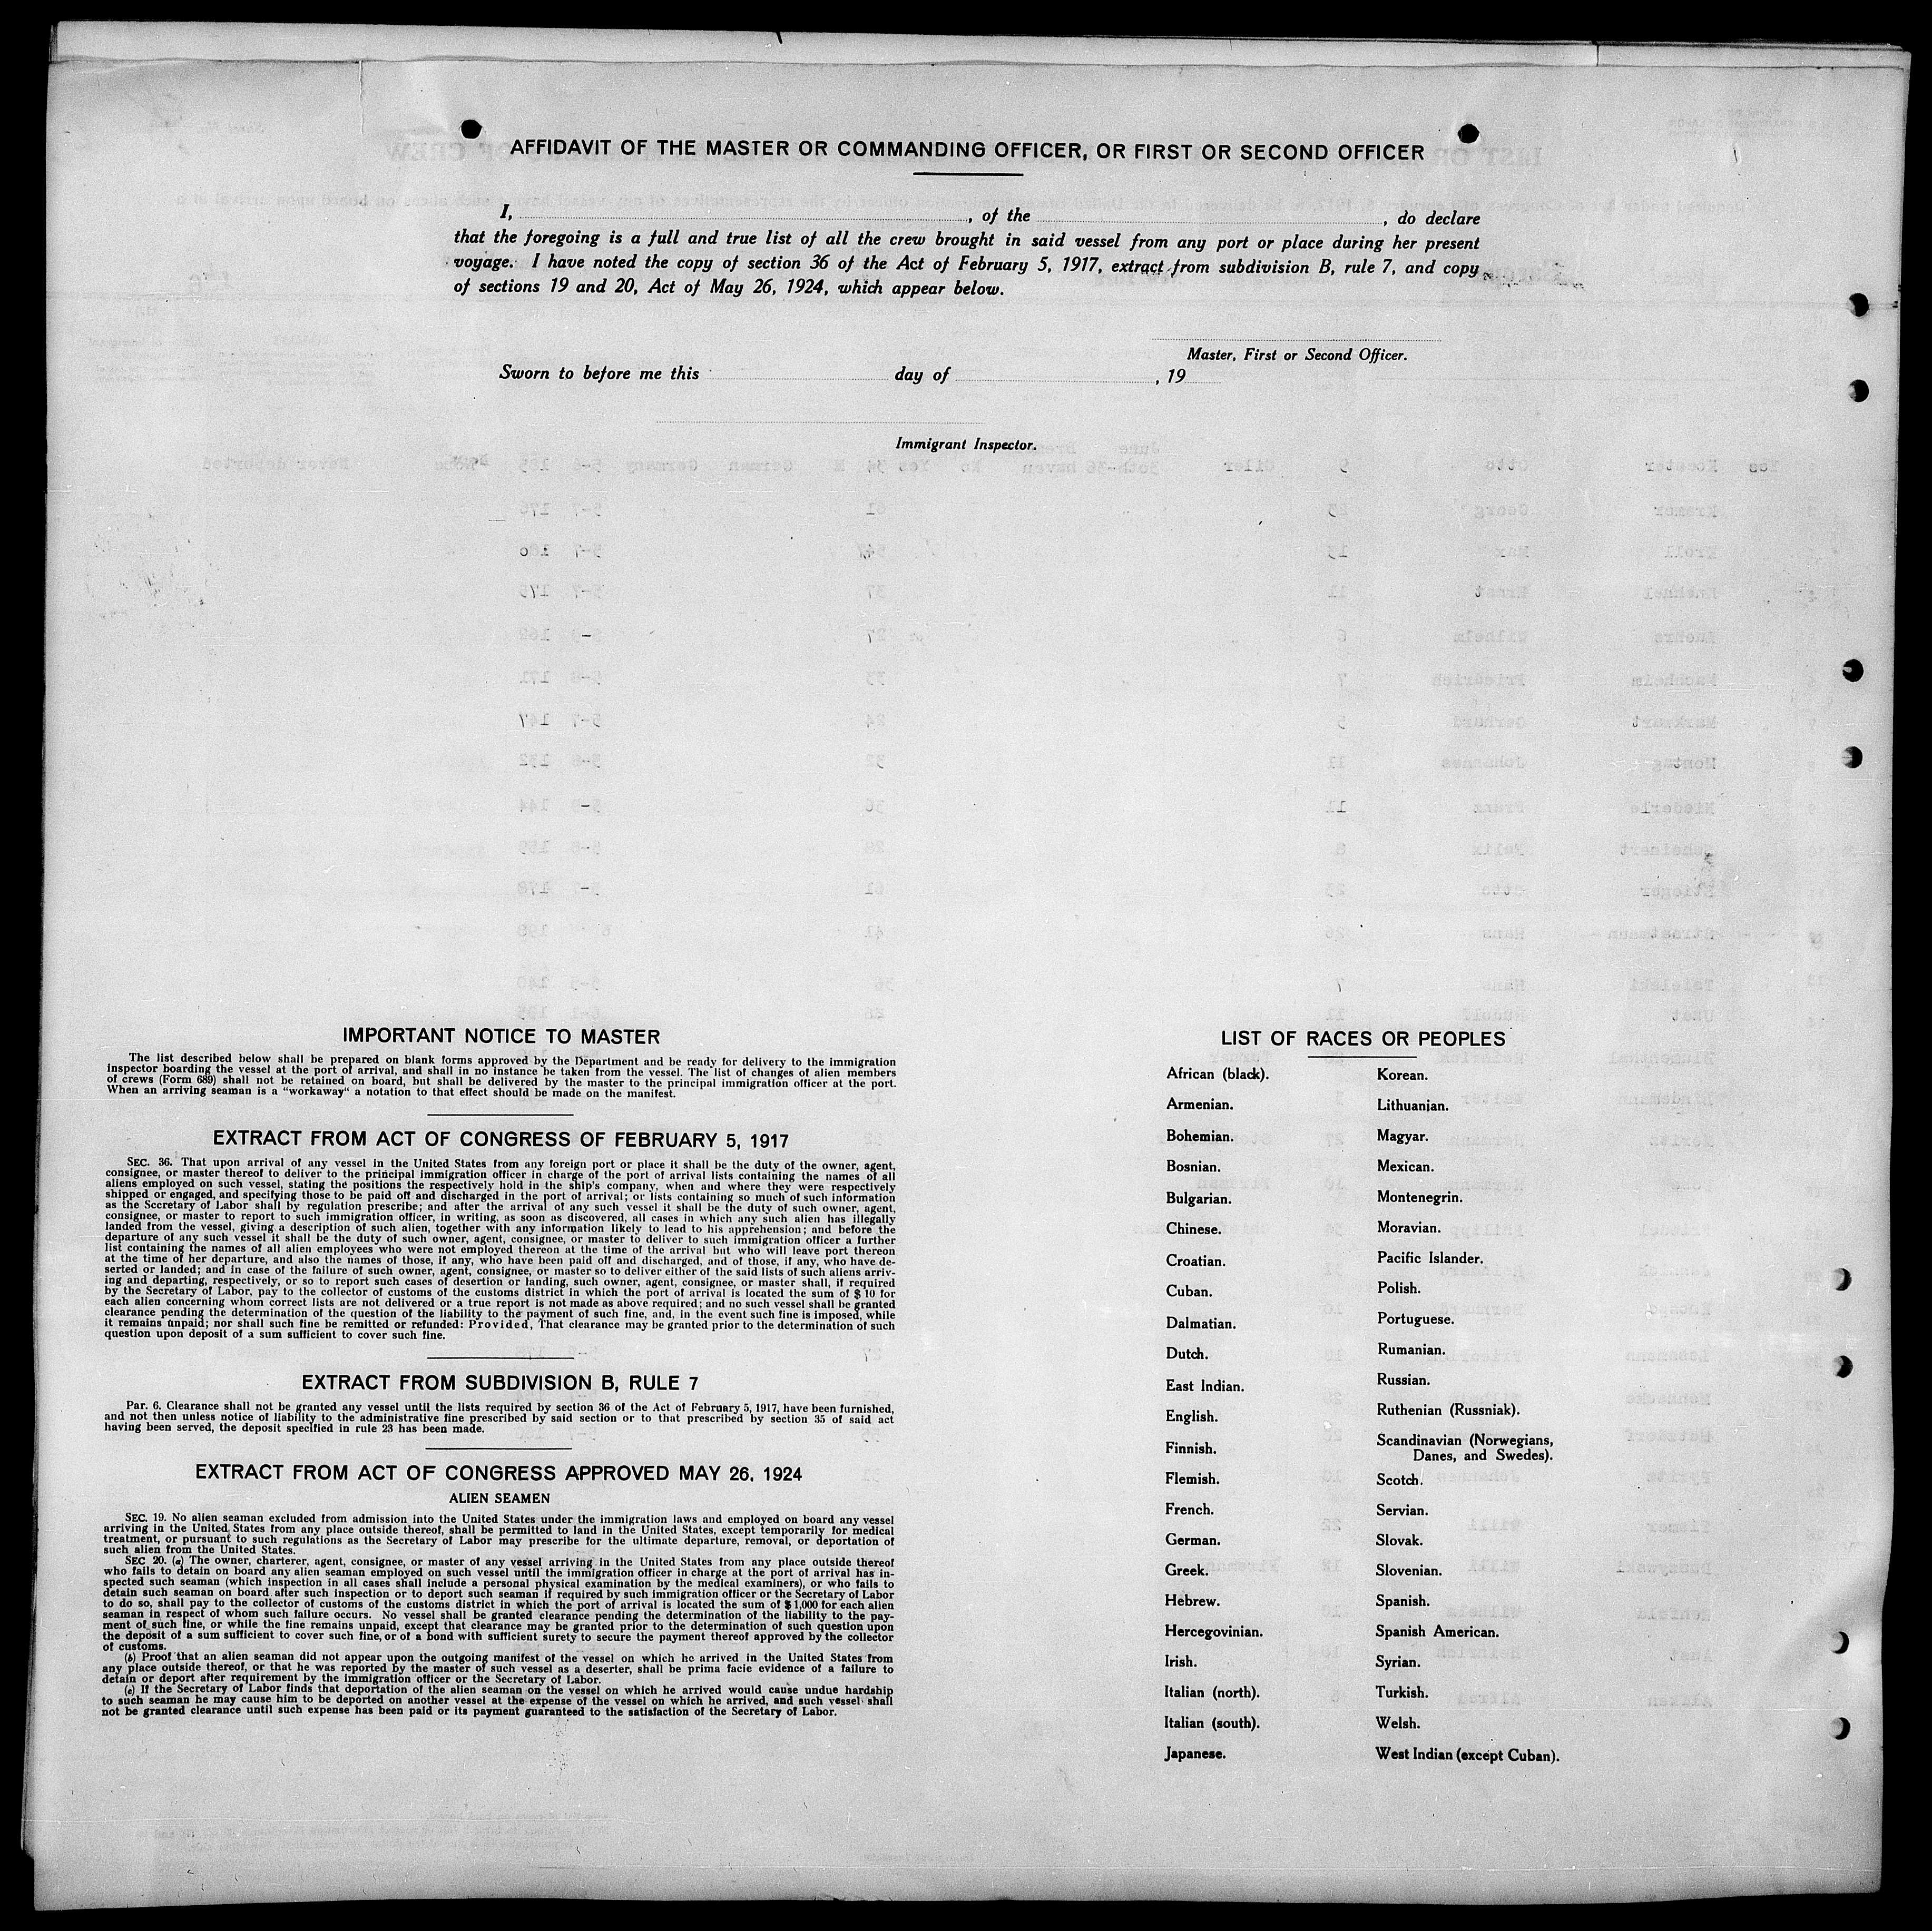 AFFIDAVIT OF THE MASTER OR COMMANDING OFFICER, OR FIRST OR SECOND OFFICER
I, , of the , do declare
that the foregoing is a full and true list of all the crew brought in said vessel from any port or place during her present
voyage. I have noted the copy of section 36 of the Act of February 5, 1917, extract from subdivision B, rule 7, and copy
of sections 19 and 20, Act of May 26, 1924, which appear below.
Master, First or Second Officer.
Sworn to before me this day of , 19
Immigrant Inspector.
IMPORTANT NOTICE TO MASTER
The list described below shall be prepared on blank forms approved by the Department and be ready for delivery to the immigration
inspector boarding the vessel at the port of arrival, and shall in no instance be taken from the vessel. The list of changes of alien members
of crews (Form 689) shall not be retained on board, but shall be delivered by the master to the principal immigration officer at the port.
When an arriving seaman is a "workaway" a notation to that effect should be made on the manifest.
EXTRACT FROM ACT OF CONGRESS OF FEBRUARY 5, 1917
SEC. 36. That upon arrival of any vessel in the United States from any foreign port or place it shall be the duty of the owner, agent,
consignee, or master thereof to deliver to the principal immigration officer in charge of the port of arrival lists containing the names of all
aliens employed on such vessel, stating the positions the respectively hold in the ship's company, when and where they were respectively
shipped or engaged, and specifying those to be paid off and discharged in the port of arrival; or lists containing so much of such information
as the Secretary of Labor shall by regulation prescribe; and after the arrival of any such vessel it shall be the duty of such owner, agent,
consignee, or master to report to such immigration officer, in writing, as soon as discovered, all cases in which any such alien has illegally
landed from the vessel, giving a description of such alien, together with any information likely to lead to his apprehension; and before the
departure of any such vessel it shall be the duty of such owner, agent, consignee, or master to deliver to such immigration officer a further
list containing the names of all alien employees who were not employed thereon at the time of the arrival but who will leave port thereon
at the time of her departure, and also the names of those, if any, who have been paid off and discharged, and of those, if any, who have de-
serted or landed; and in case of the failure of such owner, agent, consignee, or master so to deliver either of the said lists of such aliens arriv-
ing and departing, respectively, or so to report such cases of desertion or landing, such owner, agent, consignee, or master shall, if required
by the Secretary of Labor, pay to the collector of customs of the customs district in which the port of arrival is located the sum of $ 10 for
each alien concerning whom correct lists are not delivered or a true report is not made as above required; and no such vessel shall be granted
clearance pending the determination of the question of the liability to the payment of such fine, and, in the event such fine is imposed, while
it remains unpaid; nor shall such fine be remitted or refunded: Provided, That clearance may be granted prior to the determination of such
question upon deposit of a sum sufficient to cover such fine.
EXTRACT FROM SUBDIVISION B, RULE 7
Par. 6. Clearance shall not be granted any vessel until the lists required by section 36 of the Act of February 5, 1917, have been furnished,
and not then unless notice of liability to the administrative fine prescribed by said section or to that prescribed by section 35 of said act
having been served, the deposit specified in rule 23 has been made.
EXTRACT FROM ACT OF CONGRESS APPROVED MAY 26, 1924
ALIEN SEAMEN
SEC. 19. No alien seaman excluded from admission into the United States under the immigration laws and employed on board any vessel
arriving in the United States from any place outside thereof, shall be permitted to land in the United States, except temporarily for medical
treatment, or pursuant to such regulations as the Secretary of Labor may prescribe for the ultimate departure, removal, or deportation of
such alien from the United States.
SEC 20. (a) The owner, charterer, agent, consignee, or master of any vessel arriving in the United States from any place outside thereof
who fails to detain on board any alien seaman employed on such vessel until the immigration officer in charge at the port of arrival has in-
spected such seaman (which inspection in all cases shall include a personal physical examination by the medical examiners), or who fails to
detain such seaman on board after such inspection or to deport such seaman if required by such immigration officer or the Secretary of Labor
to do so, shall pay to the collector of customs of the customs district in which the port of arrival is located the sum of $ 1,000 for each alien
seaman in respect of whom such failure occurs. No vessel shall be granted clearance pending the determination of the liability to the pay-
ment of such fine, or while the fine remains unpaid, except that clearance may be granted prior to the determination of such question upon
the deposit of a sum sufficient to cover such fine, or of a bond with sufficient surety to secure the payment thereof approved by the collector
of customs.
(b) Proof that an alien seaman did not appear upon the outgoing manifest of the vessel on which he arrived in the United States from
any place outside thereof, or that he was reported by the master of such vessel as a deserter, shall be prima facie evidence of a failure to
detain or deport after requirement by the immigration officer or the Secretary of Labor.
(c) If the Secretary of Labor finds that deportation of the alien seaman on the vessel on which he arrived would cause undue hardship
to such seaman he may cause him to be deported on another vessel at the expense of the vessel on which he arrived, and such vessel shall
not be granted clearance until such expense has been paid or its payment guaranteed to the satisfaction of the Secretary of Labor.
LIST OF RACES OR PEOPLES
African (black).
Armenian.
Bohemian.
Bosnian.
Bulgarian.
Chinese.
Croatian.
Cuban.
Dalmatian.
Dutch.
East Indian.
English.
Finnish.
Flemish.
French.
German.
Greek.
Hebrew.
Hercegovinian.
Irish.
Italian (north).
Italian (south).
Japanese.
Korean.
Lithuanian.
Magyar.
Mexican.
Montenegrin.
Moravian.
Pacific Islander.
Polish.
Portuguese.
Rumanian.
Russian.
Ruthenian (Russniak).
Scandinavian (Norwegians,
Danes, and Swedes).
Scotch.
Servian.
Slovak.
Slovenian.
Spanish.
Spanish American.
Syrian.
Turkish.
Welsh.
West Indian (except Cuban).